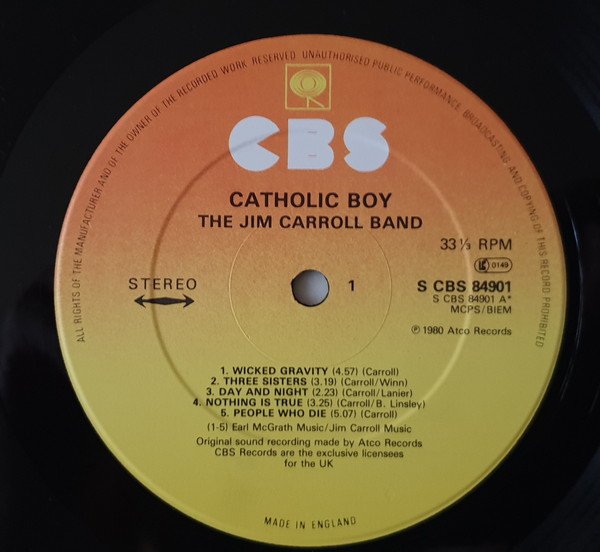 ALL RIGHTS OF THE MANUFACTURER AND OF THE OWNER OF THE RECORDED WORK RESERVED. UNAUTHORISED PUBLIC PERFORMANCE, BROADCASTING AND COPYING OF THIS RECORD PROHIBITED
CBS
CATHOLIC BOY
THE JIM CARROLL BAND
33⅓ RPM
LC 0149
STEREO
1
S CBS 84901
S CBS 84901 A*
MCPS/BIEM
℗ 1980 Atco Records
1. WICKED GRAVITY (4.57) (Carroll)
2. THREE SISTERS (3.19) (Carroll/Winn)
3. DAY AND NIGHT (2.23) (Carroll/Lanier)
4. NOTHING IS TRUE (3.25) (Carroll/B. Linsley)
5. PEOPLE WHO DIE (5.07) (Carroll)
(1-5) Earl McGrath Music/Jim Carroll Music
Original sound recording made by Atco Records
CBS Records are the exclusive licensees
for the UK
MADE IN ENGLAND